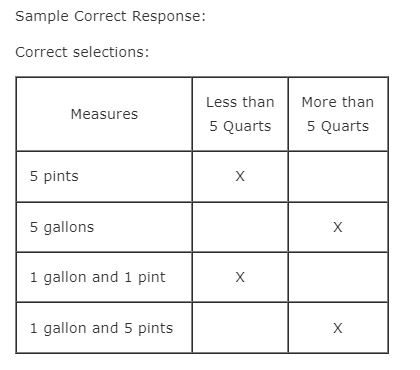 Sample Correct Response:
Correct selections:
Measures
Less than
5 Quarts
More than
5 Quarts
5 pints X
5 gallons X
1 gallon and 1 pint X
1 gallon and 5 pints X